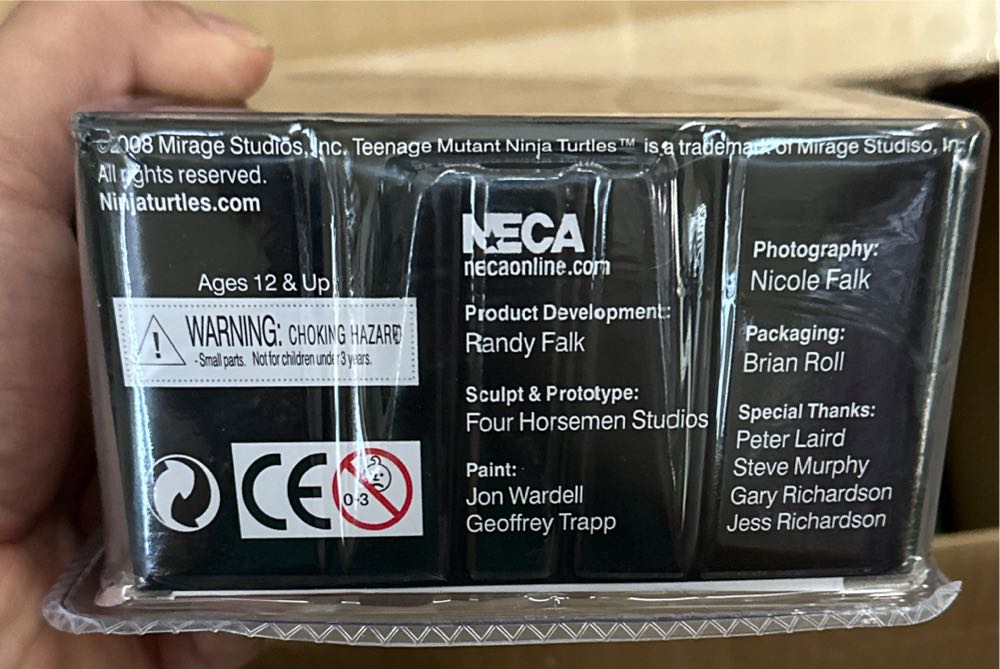 ©2008 Mirage Studios, Inc. Teenage Mutant Ninja Turtles™ is a trademark of Mirage Studiso, In
All rights reserved.
Ninjaturtles.com
Ages 12 & Up
WARNING: CHOKING HAZARD
- Small parts. Not for children under 3 years.
CE
0-3
NECA
necaonline.com
Product Development:
Randy Falk
Sculpt & Prototype:
Four Horsemen Studios
Paint:
Jon Wardell
Geoffrey Trapp
Photography:
Nicole Falk
Packaging:
Brian Roll
Special Thanks:
Peter Laird
Steve Murphy
Gary Richardson
Jess Richardson